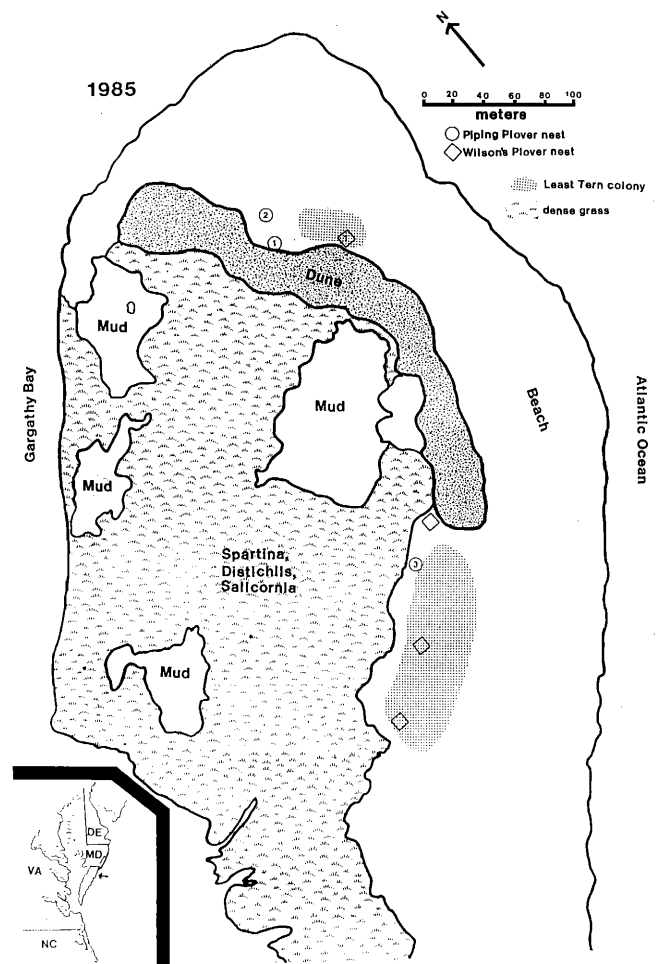 N
1985
0 20 40 60 80 100
meters
Piping Plover nest
Wilson's Plover nest
Least Tern colony
dense grass
2
1
Dune
Mud
Mud
Gargathy Bay
Beach
Atlantic Ocean
Mud
Spartina,
Distichlis,
Salicornia
3
Mud
DE
MD
VA
NC